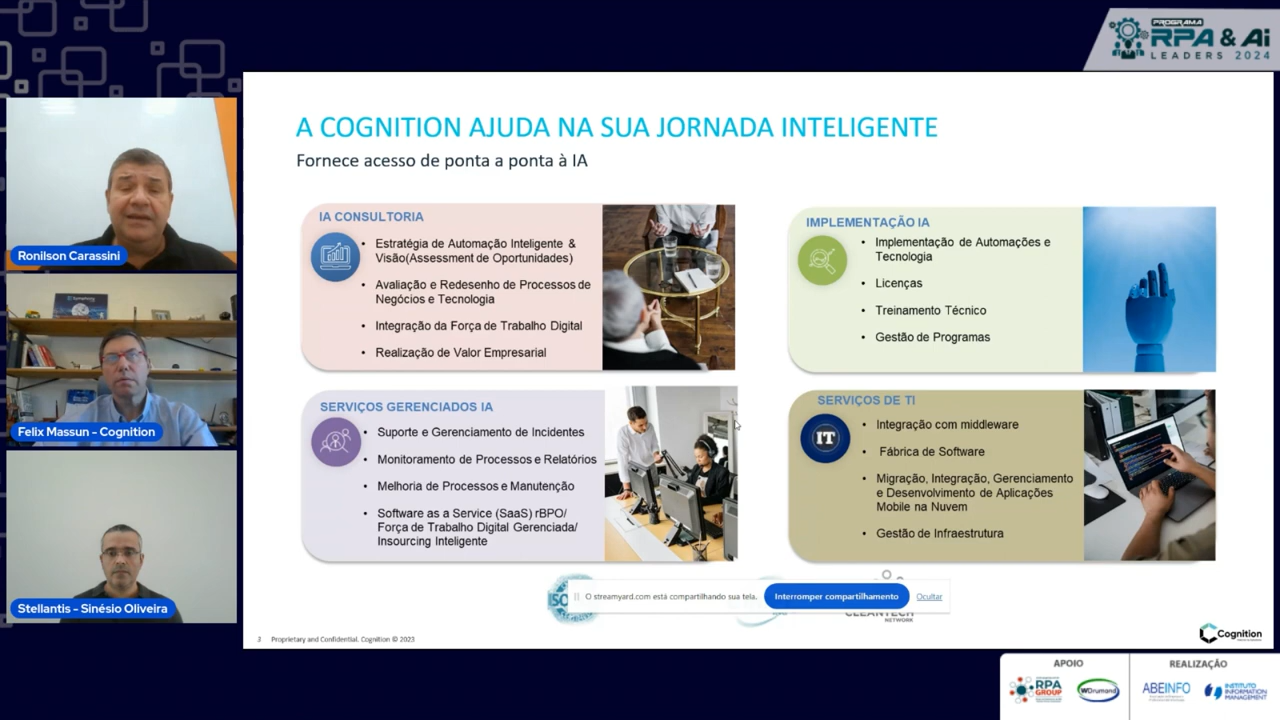 PROGRAMA
RPA & Ai
LEADERS 2024
A COGNITION AJUDA NA SUA JORNADA INTELIGENTE
Fornece acesso de ponta a ponta à IA
IA CONSULTORIA
• Estratégia de Automação Inteligente &
Visão(Assessment de Oportunidades)
• Avaliação e Redesenho de Processos de
Negócios e Tecnologia
• Integração da Força de Trabalho Digital
• Realização de Valor Empresarial
IMPLEMENTAÇÃO IA
• Implementação de Automações e
Tecnologia
• Licenças
• Treinamento Técnico
• Gestão de Programas
SERVIÇOS GERENCIADOS IA
• Suporte e Gerenciamento de Incidentes
• Monitoramento de Processos e Relatórios
• Melhoria de Processos e Manutenção
• Software as a Service (SaaS) rBPO/
Força de Trabalho Digital Gerenciada/
Insourcing Inteligente
SERVIÇOS DE TI
IT
• Integração com middleware
• Fábrica de Software
• Migração, Integração, Gerenciamento
e Desenvolvimento de Aplicações
Mobile na Nuvem
• Gestão de Infraestrutura
Ronilson Carassini
Felix Massun - Cognition
Stellantis - Sinésio Oliveira
O streamyard.com está compartilhando sua tela.
Interromper compartilhamento
Ocultar
CLEANTECH
NETWORK
3 Proprietary and Confidential. Cognition © 2023
Cognition
APOIO
RPA
GROUP
WDrumond
REALIZAÇÃO
ABEINFO
INSTITUTO
INFORMATION
MANAGEMENT